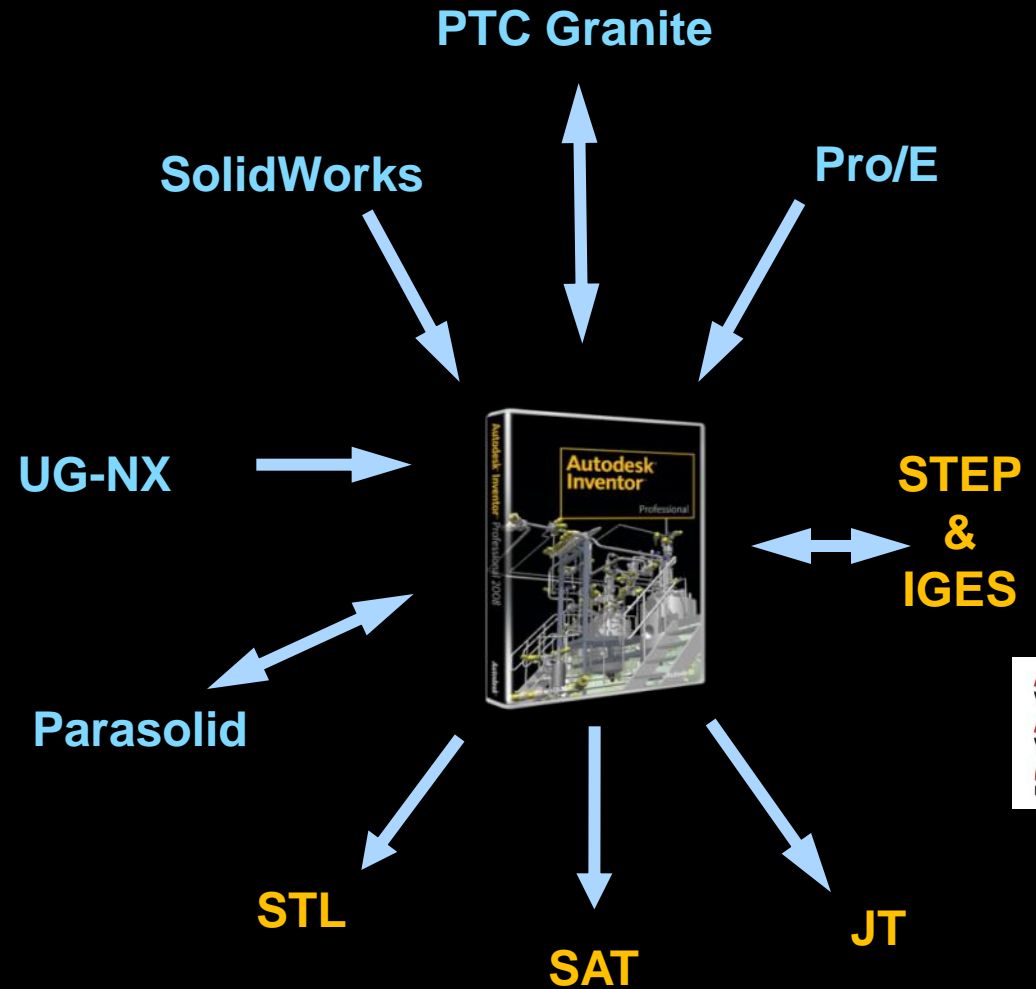 PTC Granite
SolidWorks
Pro/E
UG-NX
Autodesk Inventor Professional 2008
Autodesk
Autodesk
Inventor
Professional
STEP
&
IGES
Parasolid
STL
SAT
JT